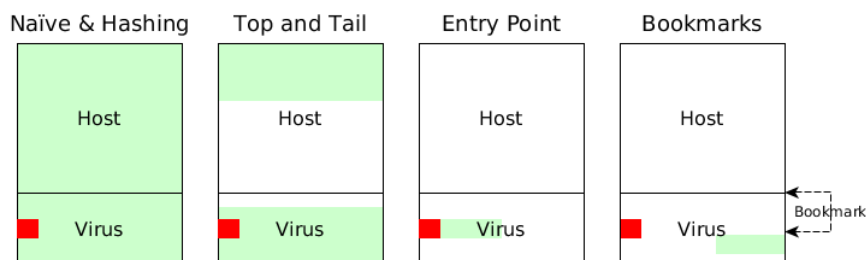 Naïve & Hashing Top and Tail Entry Point Bookmarks
Host Host Host Host
Bookmark
Virus Virus Virus Virus